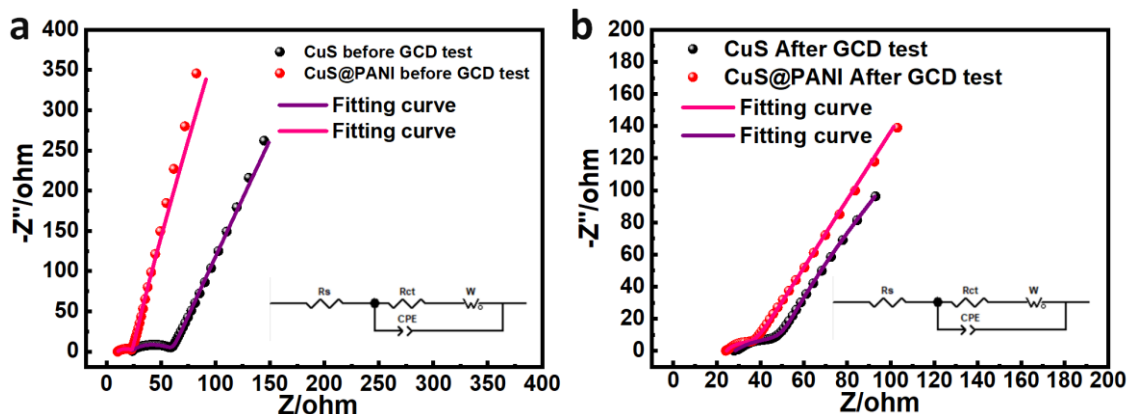 a
400
350
300
250
200
150
100
50
0
-Z"/ohm
CuS before GCD test
CuS@PANI before GCD test
Fitting curve
Fitting curve
Rs
Rct
W
CPE
0 50 100 150 200 250 300 350 400
Z/ohm
b
200
180
160
140
120
100
80
60
40
20
0
-Z"/ohm
CuS After GCD test
CuS@PANI After GCD test
Fitting curve
Fitting curve
Rs
Rct
W
CPE
0 20 40 60 80 100 120 140 160 180 200
Z/ohm